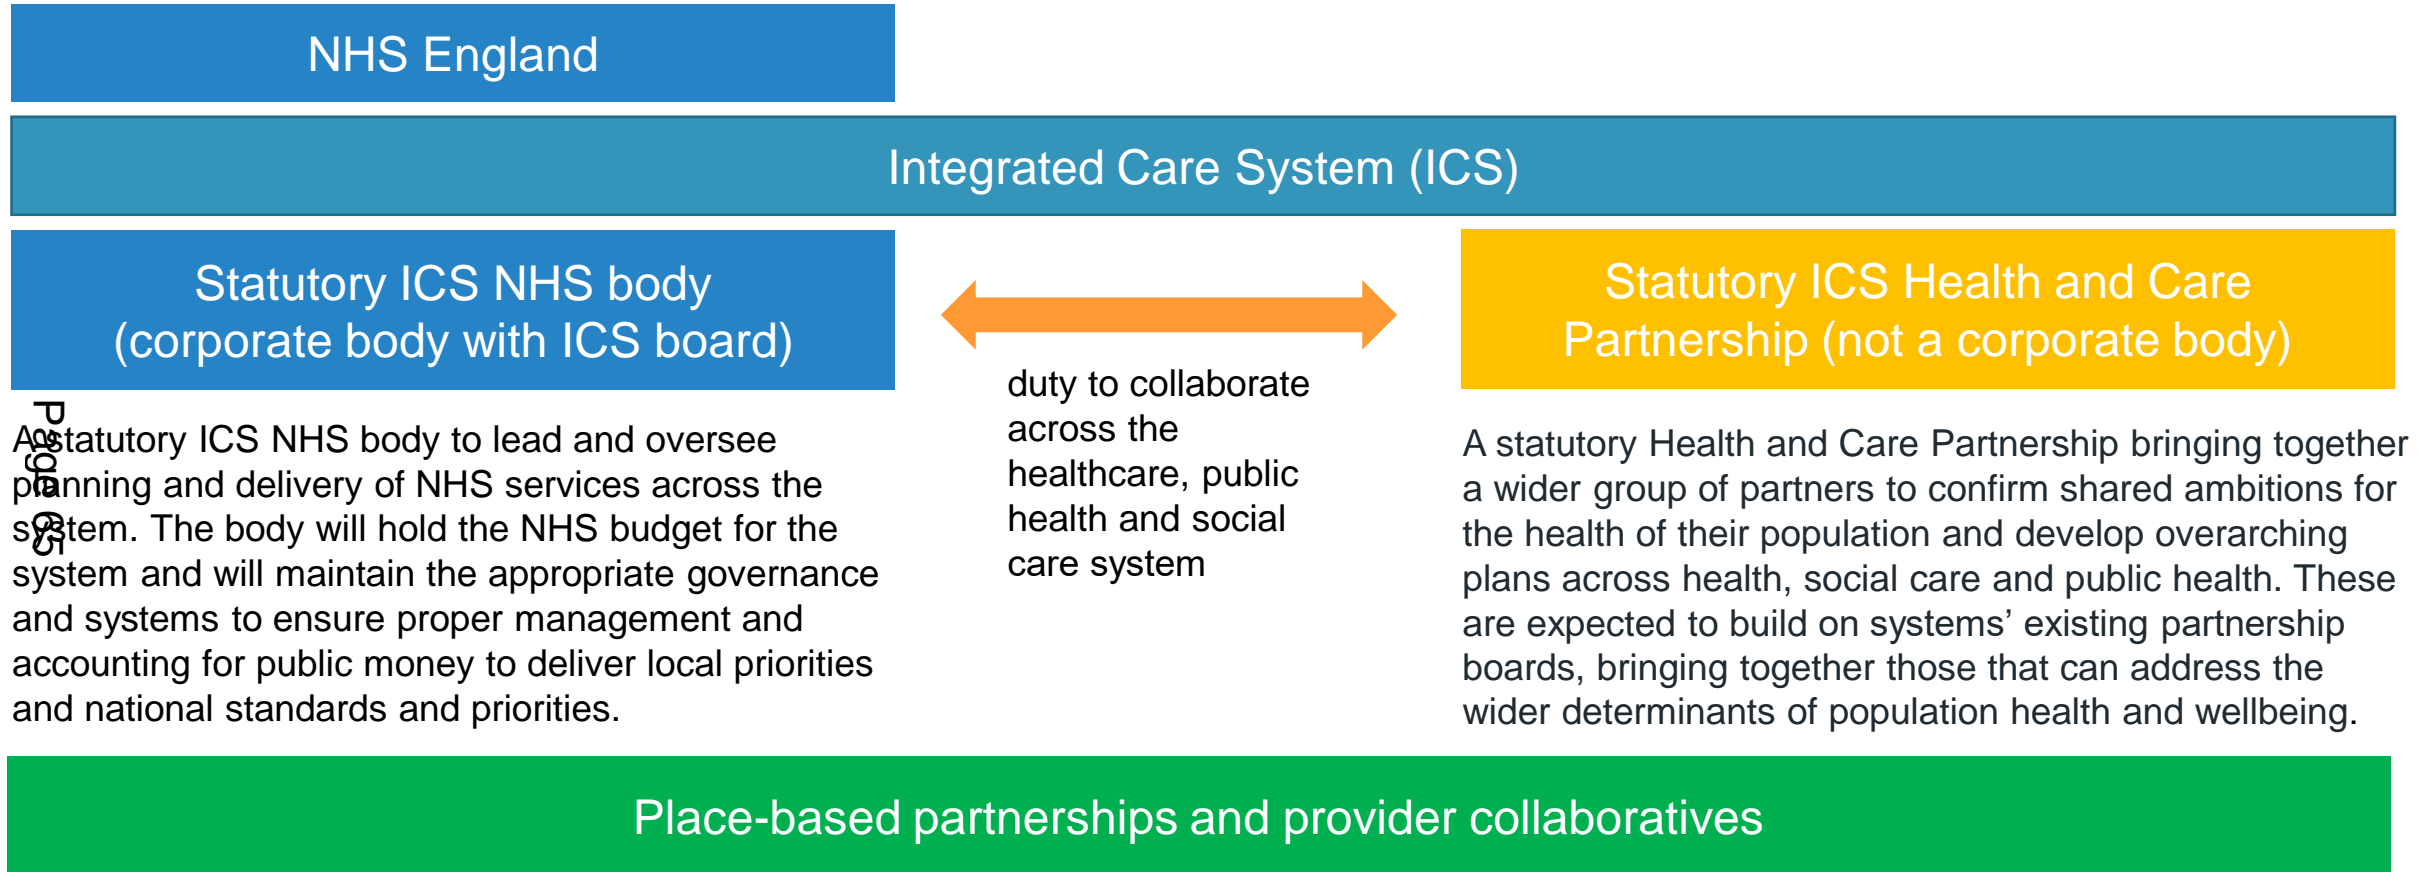 NHS England
Integrated Care System (ICS)
Statutory ICS NHS body
(corporate body with ICS board)
Statutory ICS Health and Care
Partnership (not a corporate body)
duty to collaborate
across the
healthcare, public
health and social
care system
Page 65
A statutory ICS NHS body to lead and oversee
planning and delivery of NHS services across the
system. The body will hold the NHS budget for the
system and will maintain the appropriate governance
and systems to ensure proper management and
accounting for public money to deliver local priorities
and national standards and priorities.
A statutory Health and Care Partnership bringing together
a wider group of partners to confirm shared ambitions for
the health of their population and develop overarching
plans across health, social care and public health. These
are expected to build on systems’ existing partnership
boards, bringing together those that can address the
wider determinants of population health and wellbeing.
Place-based partnerships and provider collaboratives